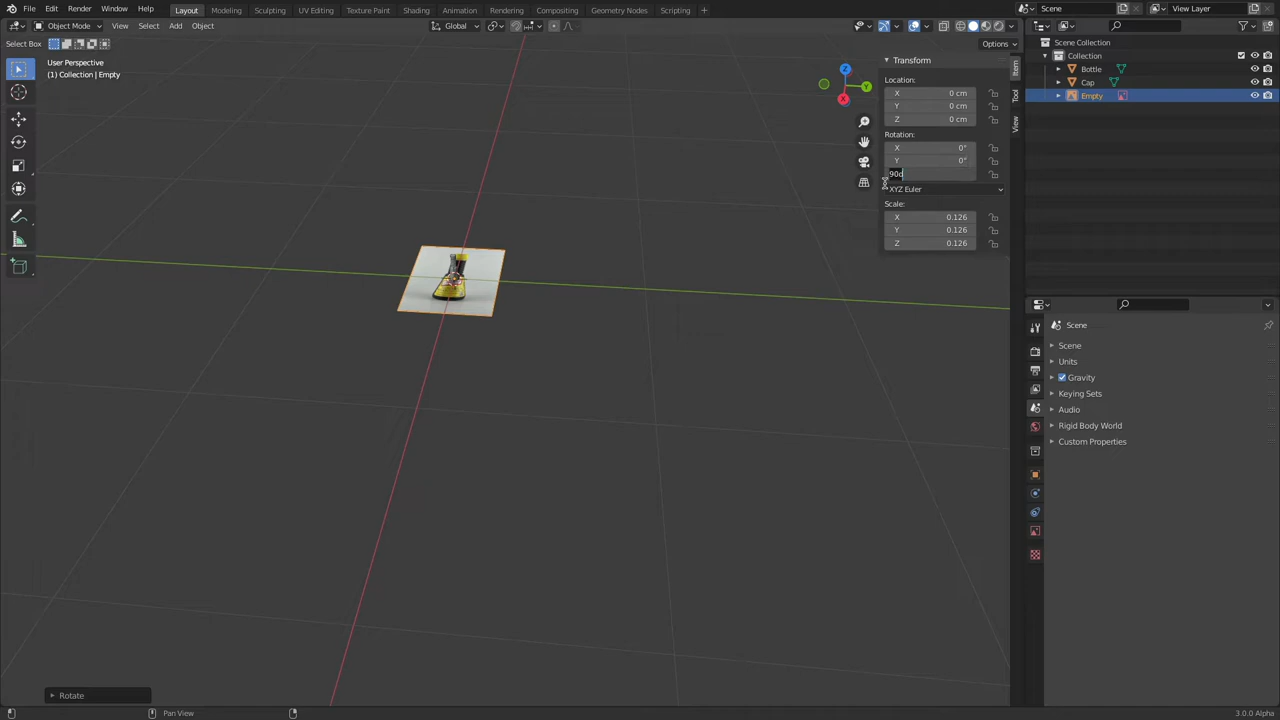 File Edit Render Window Help Layout Modeling Sculpting UV Editing Texture Paint Shading Animation Rendering Compositing Geometry Nodes Scripting + Scene View Layer
Object Mode View Select Add Object Global
Select Box Options
User Perspective
(1) Collection | Empty
Z
Y
X
Transform
Location:
X 0 cm
Y 0 cm
Z 0 cm
Rotation:
X 0°
Y 0°
90d
XYZ Euler
Scale:
X 0.126
Y 0.126
Z 0.126
Item
Tool
View
Scene Collection
Collection
Bottle
Cap
Empty
Scene
Scene
Units
Gravity
Keying Sets
Audio
Rigid Body World
Custom Properties
Rotate
Pan View
3.0.0 Alpha